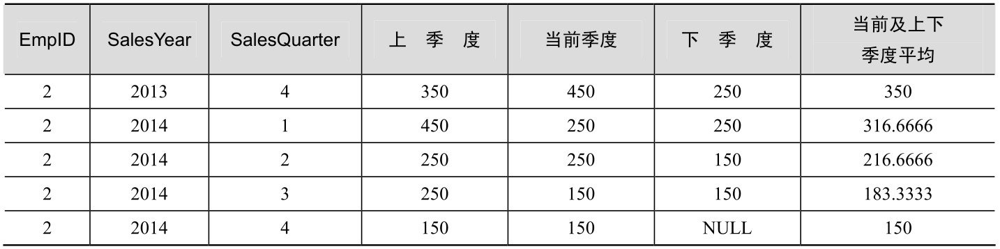 EmpID SalesYear SalesQuarter 上 季 度 当前季度 下 季 度 当前及上下
季度平均
2 2013 4 350 450 250 350
2 2014 1 450 250 250 316.6666
2 2014 2 250 250 150 216.6666
2 2014 3 250 150 150 183.3333
2 2014 4 150 150 NULL 150